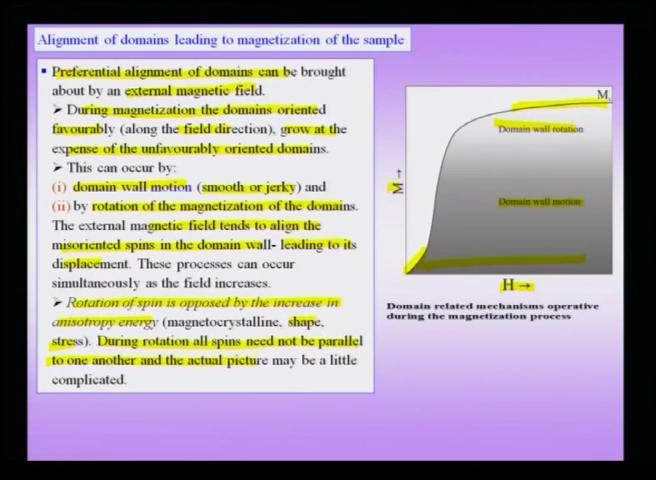 Alignment of domains leading to magnetization of the sample
▪ Preferential alignment of domains can be brought
about by an external magnetic field.
➢ During magnetization the domains oriented
favourably (along the field direction), grow at the
expense of the unfavourably oriented domains.
➢ This can occur by:
(i) domain wall motion (smooth or jerky) and
(ii) by rotation of the magnetization of the domains.
The external magnetic field tends to align the
misoriented spins in the domain wall- leading to its
displacement. These processes can occur
simultaneously as the field increases.
➢ Rotation of spin is opposed by the increase in
anisotropy energy (magnetocrystalline, shape,
stress). During rotation all spins need not be parallel
to one another and the actual picture may be a little
complicated.
Ms
Domain wall rotation
M →
Domain wall motion
H →
Domain related mechanisms operative
during the magnetization process